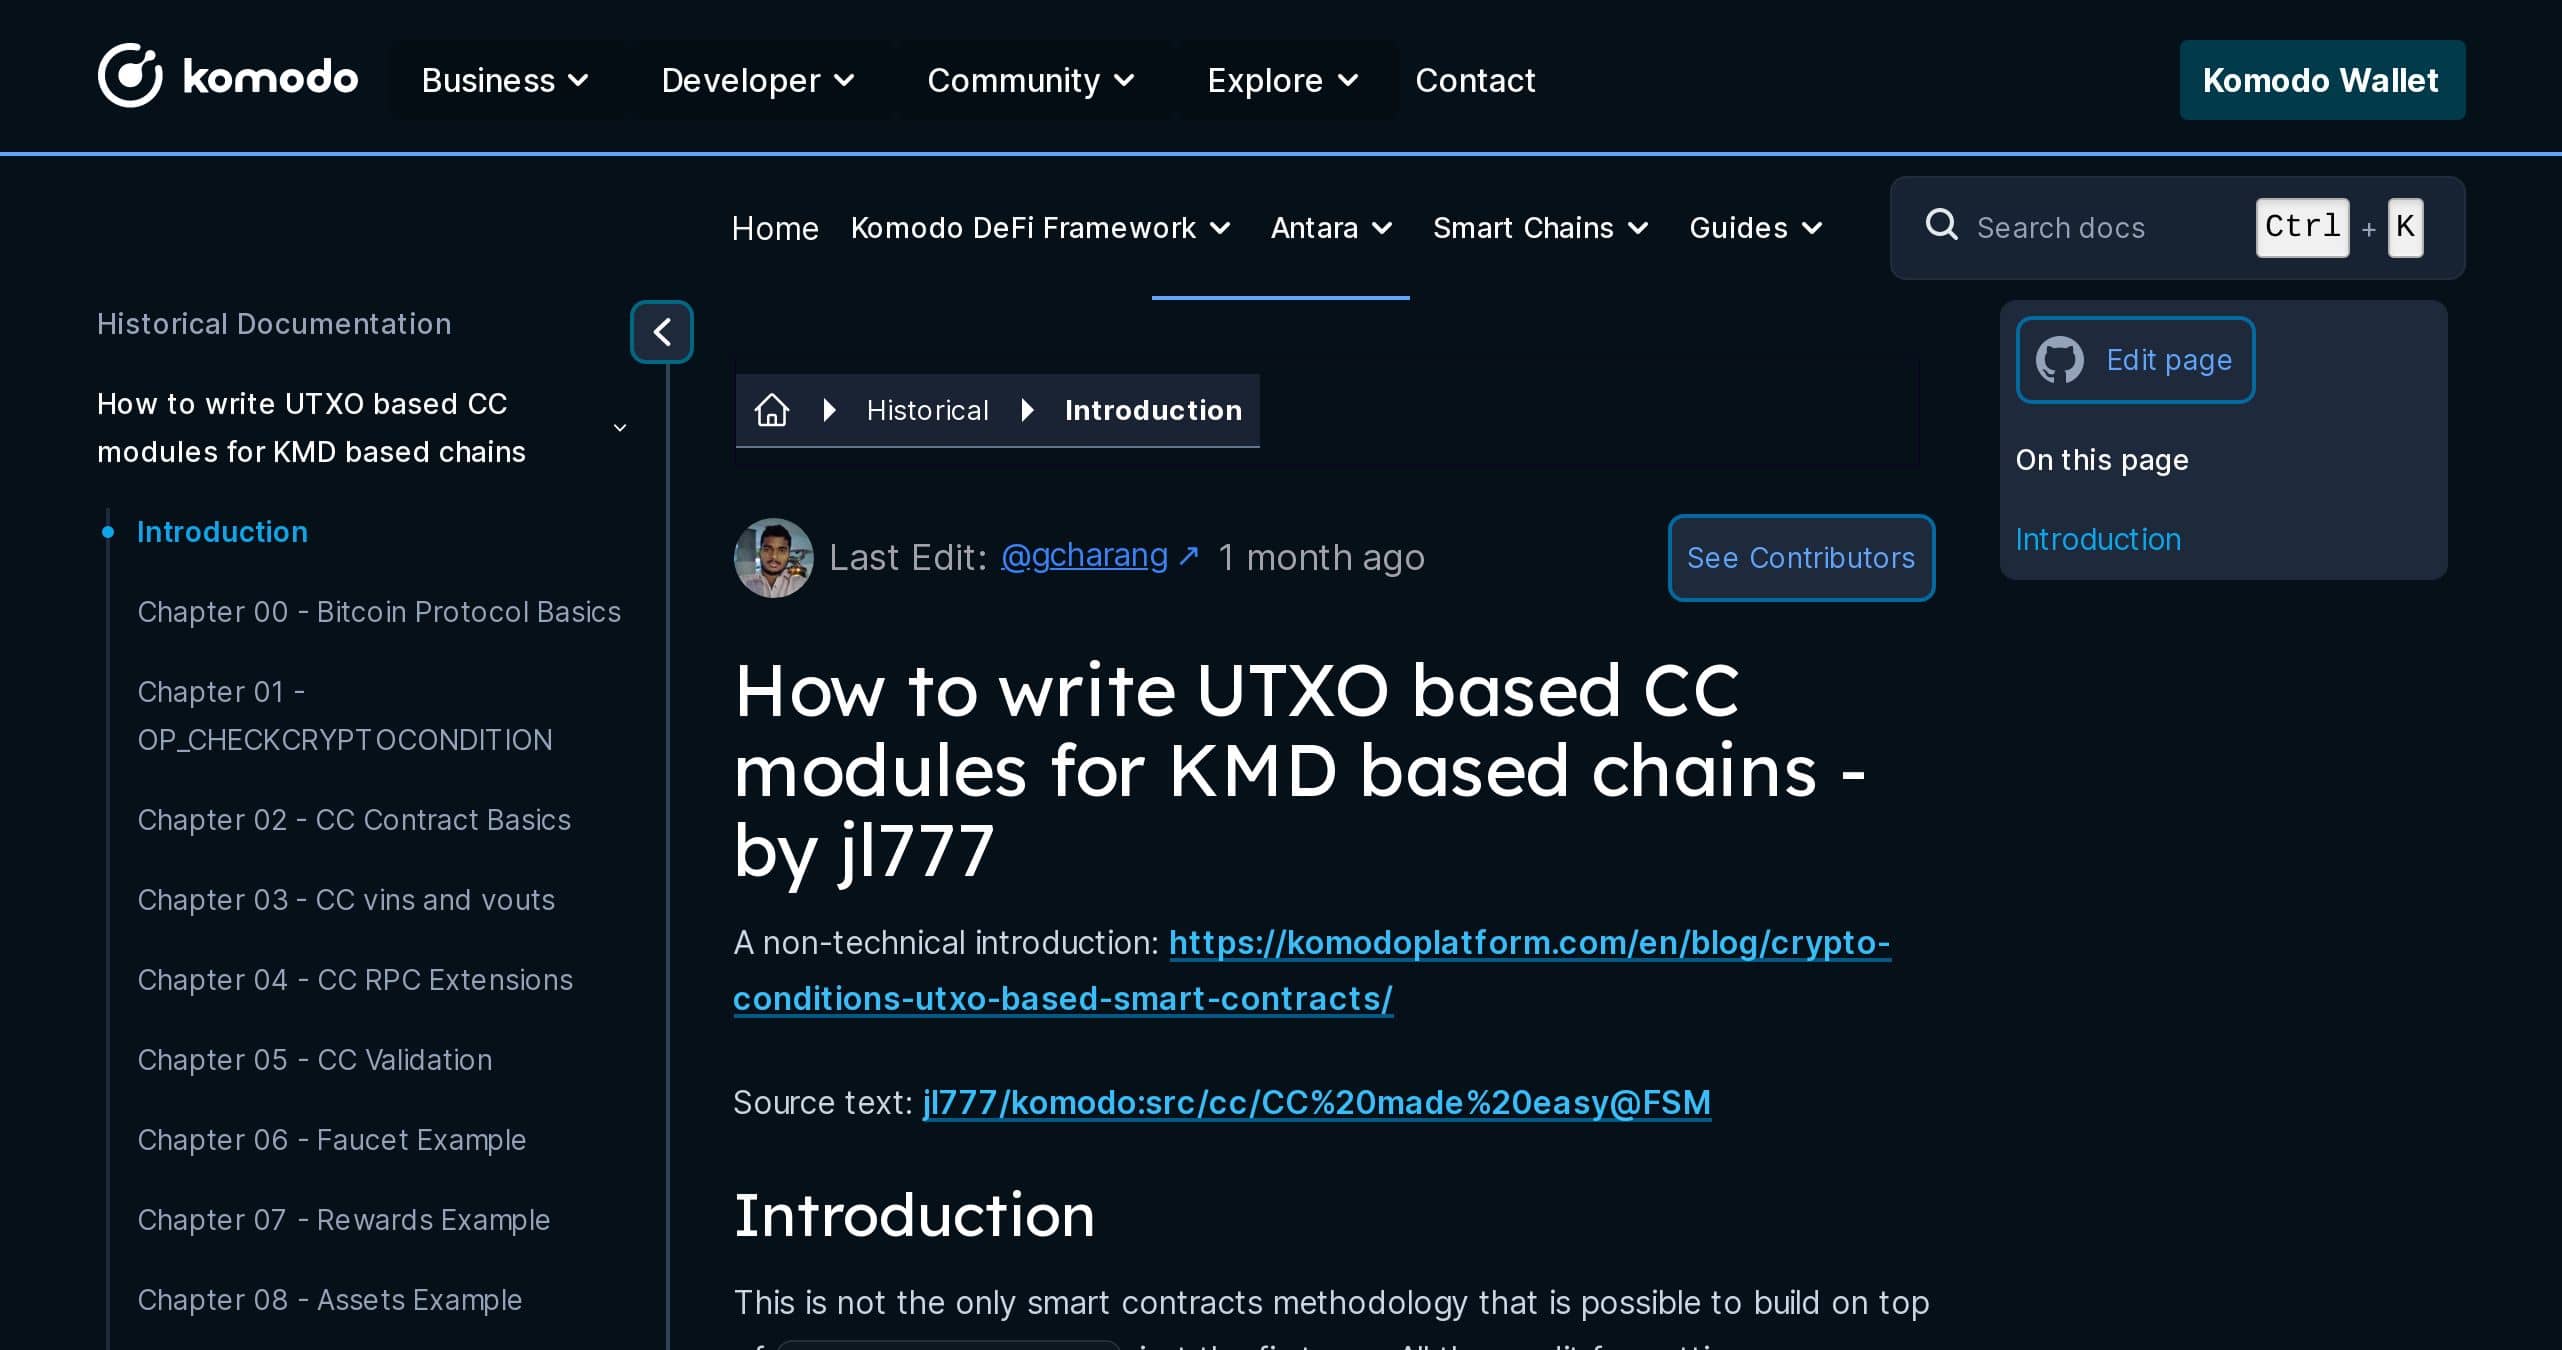 komodo Business Developer Community Explore Contact Komodo Wallet
Home Komodo DeFi Framework Antara Smart Chains Guides Search docs Ctrl + K
Historical Documentation
How to write UTXO based CC
modules for KMD based chains
Introduction
Chapter 00 - Bitcoin Protocol Basics
Chapter 01 -
OP_CHECKCRYPTOCONDITION
Chapter 02 - CC Contract Basics
Chapter 03 - CC vins and vouts
Chapter 04 - CC RPC Extensions
Chapter 05 - CC Validation
Chapter 06 - Faucet Example
Chapter 07 - Rewards Example
Chapter 08 - Assets Example
Historical Introduction
Last Edit: @gcharang ↗ 1 month ago
See Contributors
How to write UTXO based CC
modules for KMD based chains -
by jl777
A non-technical introduction: https://komodoplatform.com/en/blog/crypto-
conditions-utxo-based-smart-contracts/
Source text: jl777/komodo:src/cc/CC%20made%20easy@FSM
Introduction
This is not the only smart contracts methodology that is possible to build on top
Edit page
On this page
Introduction